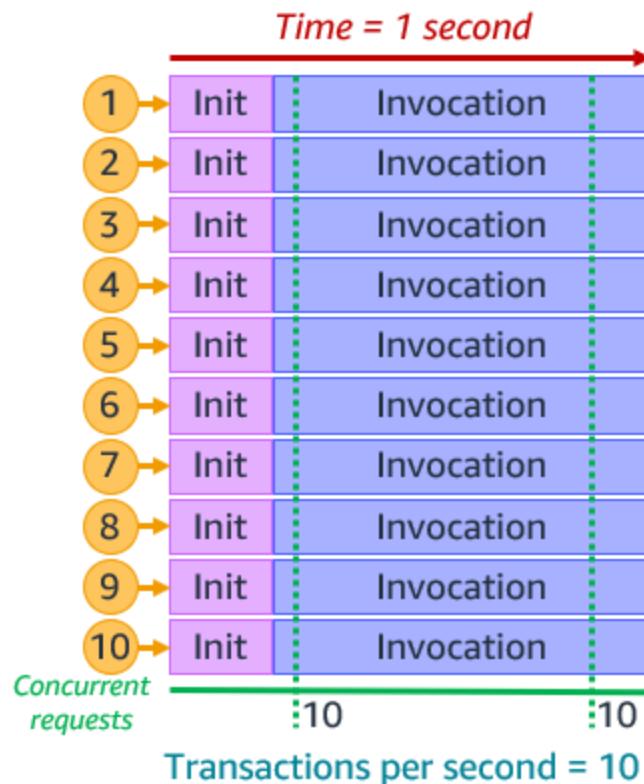 Time = 1 second
1 Init Invocation
2 Init Invocation
3 Init Invocation
4 Init Invocation
5 Init Invocation
6 Init Invocation
7 Init Invocation
8 Init Invocation
9 Init Invocation
10 Init Invocation
Concurrent
requests
10 10
Transactions per second = 10